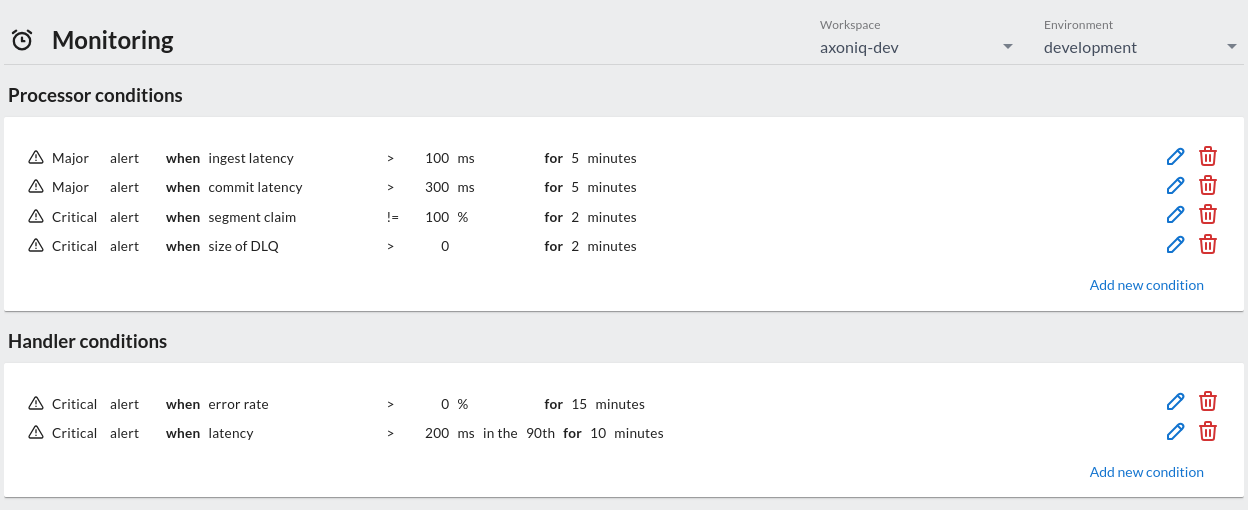 Monitoring
Workspace
axoniq-dev
Environment
development
Processor conditions
Major alert when ingest latency > 100 ms for 5 minutes
Major alert when commit latency > 300 ms for 5 minutes
Critical alert when segment claim != 100 % for 2 minutes
Critical alert when size of DLQ > 0 for 2 minutes
Add new condition
Handler conditions
Critical alert when error rate > 0 % for 15 minutes
Critical alert when latency > 200 ms in the 90th for 10 minutes
Add new condition